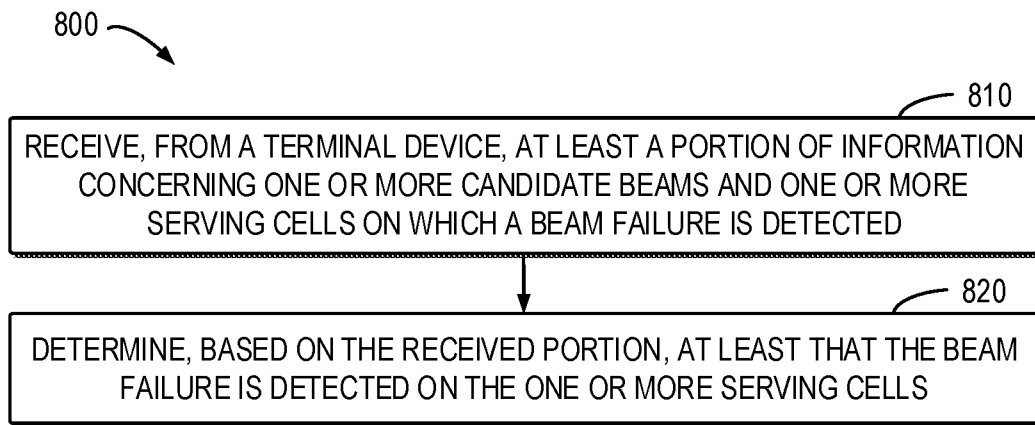 800
810
RECEIVE, FROM A TERMINAL DEVICE, AT LEAST A PORTION OF INFORMATION
CONCERNING ONE OR MORE CANDIDATE BEAMS AND ONE OR MORE
SERVING CELLS ON WHICH A BEAM FAILURE IS DETECTED
820
DETERMINE, BASED ON THE RECEIVED PORTION, AT LEAST THAT THE BEAM
FAILURE IS DETECTED ON THE ONE OR MORE SERVING CELLS